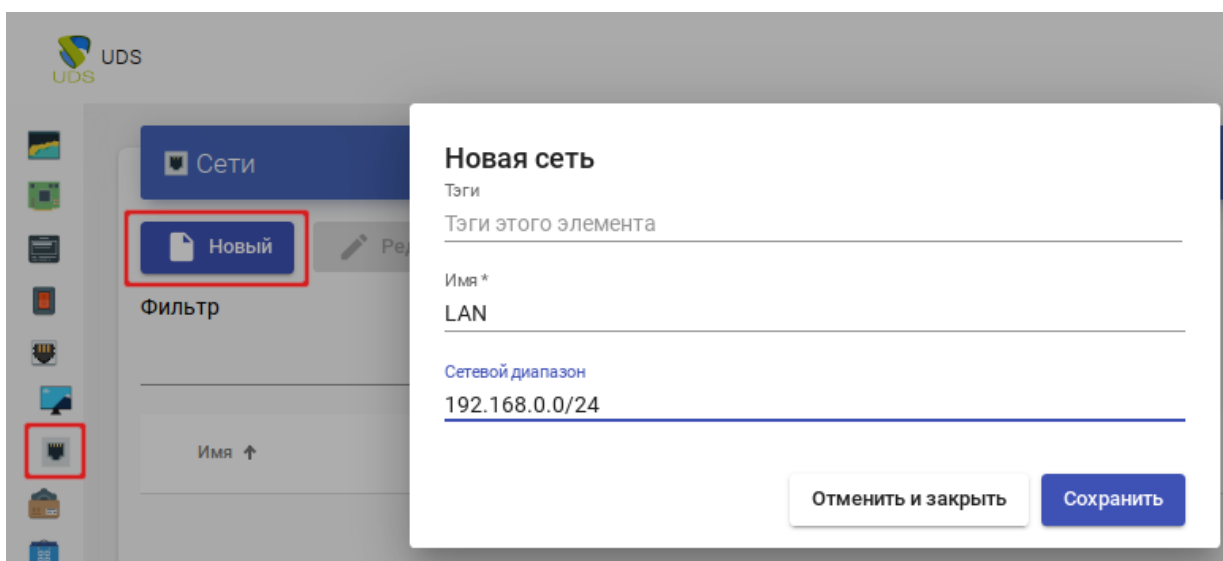 UDS
UDS
Сети
Новый
Фильтр
Имя ↑
Новая сеть
Тэги
Тэги этого элемента
Имя *
LAN
Сетевой диапазон
192.168.0.0/24
Отменить и закрыть
Сохранить